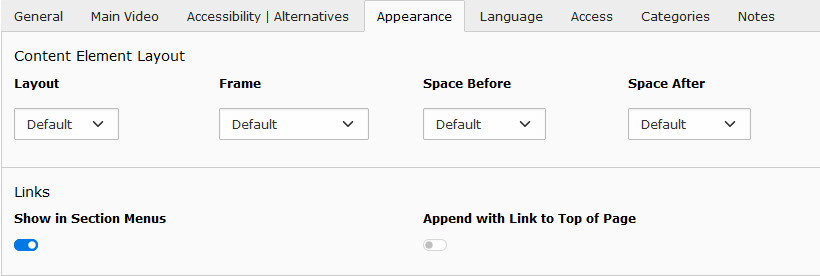 General Main Video Accessibility | Alternatives Appearance Language Access Categories Notes
Content Element Layout
Layout Frame Space Before Space After
Default Default Default Default
Links
Show in Section Menus Append with Link to Top of Page